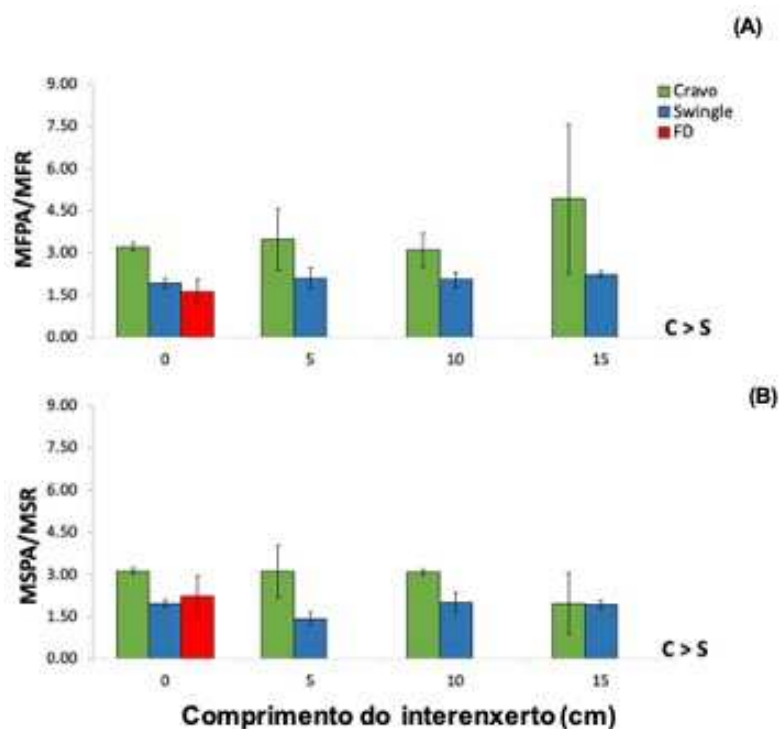 (A)
9.00
7.50
6.00
4.50
3.00
1.50
0.00
MFPA/MFR
Cravo
Swingle
FD
C > S
0 5 10 15
(B)
9.00
7.50
6.00
4.50
3.00
1.50
0.00
MSPA/MSR
C > S
0 5 10 15
Comprimento do interenxerto (cm)